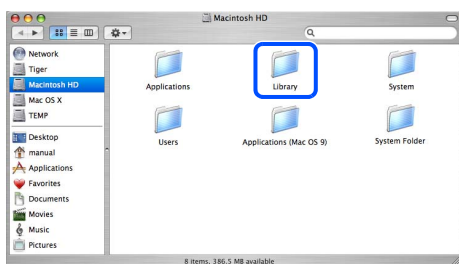 Macintosh HD
Network
Tiger
Macintosh HD
Mac OS X
TEMP
Desktop
manual
Applications
Favorites
Documents
Movies
Music
Pictures
Applications
Library
System
Users
Applications (Mac OS 9)
System Folder
8 items, 386.5 MB available